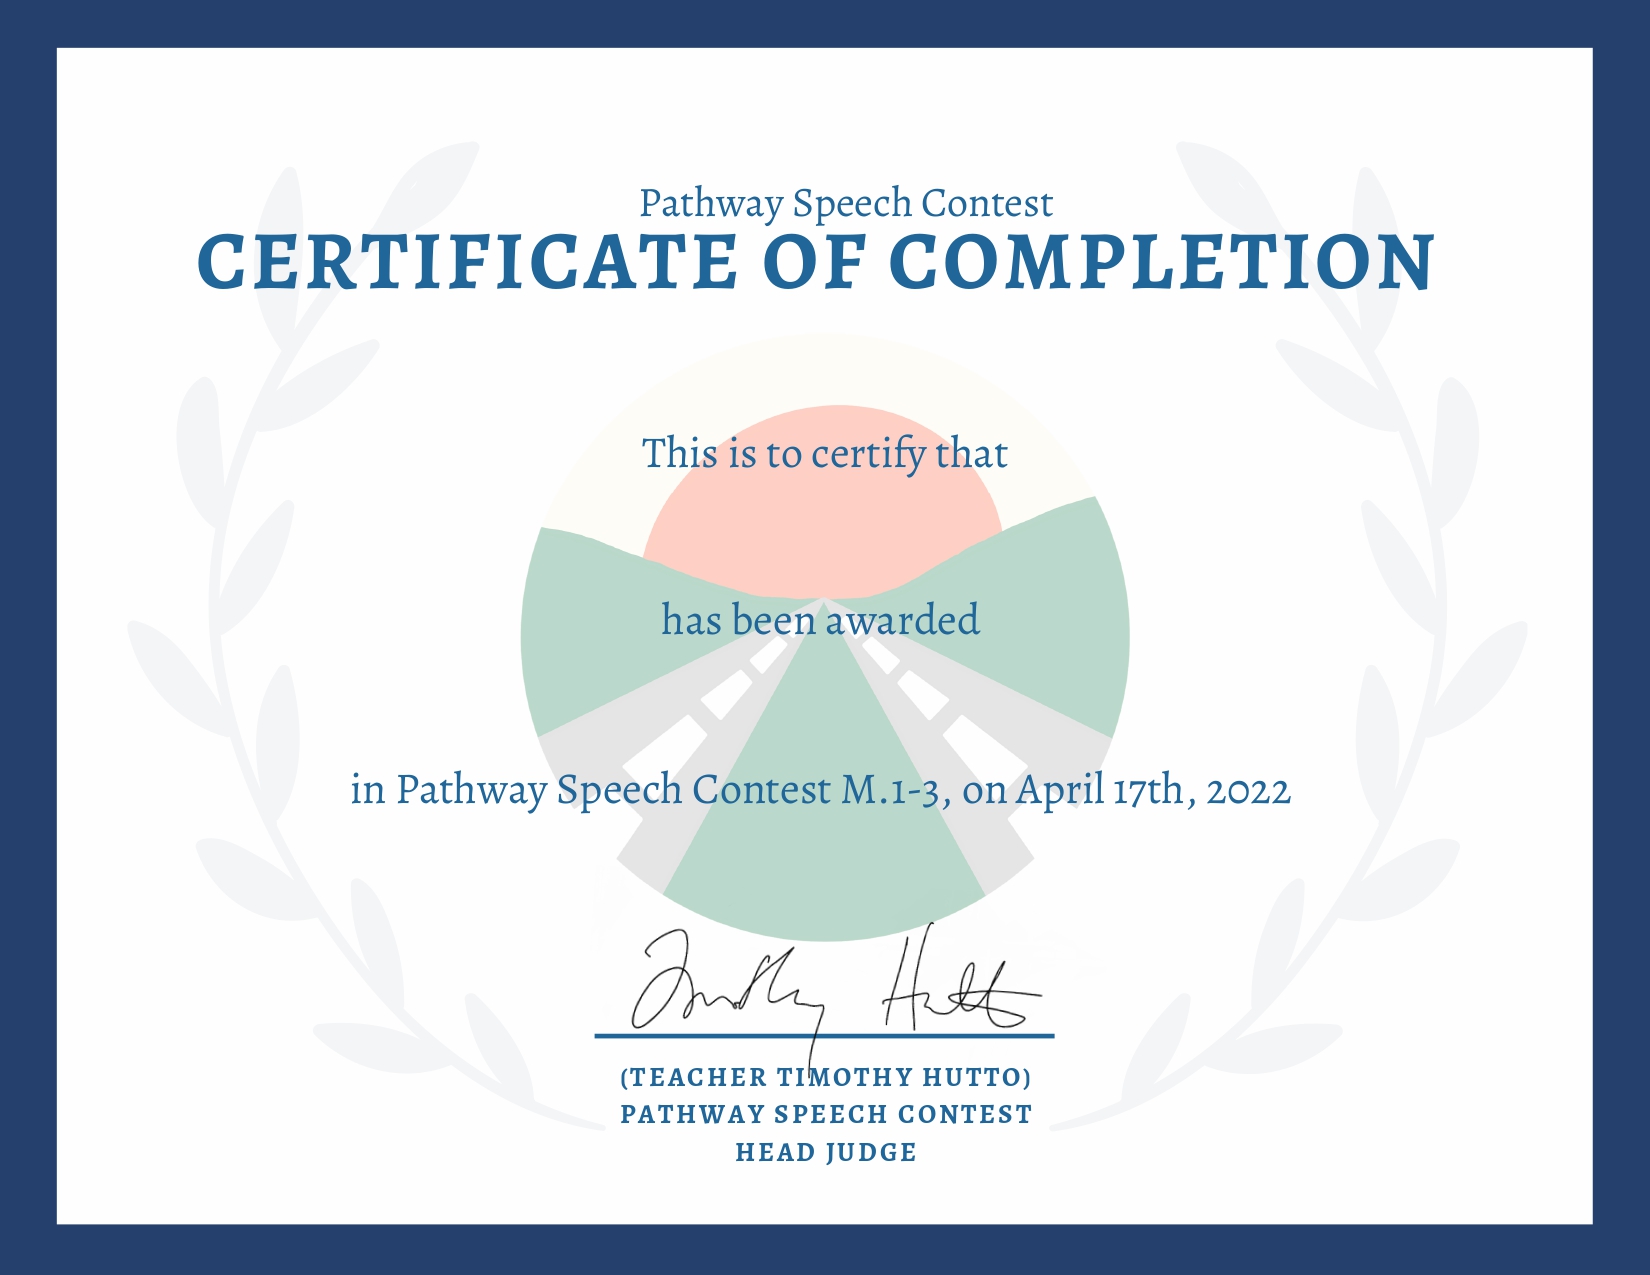 Pathway Speech Contest
CERTIFICATE OF COMPLETION
This is to certify that
has been awarded
in Pathway Speech Contest M.1-3, on April 17th, 2022
Timothy Hutto
(TEACHER TIMOTHY HUTTO)
PATHWAY SPEECH CONTEST
HEAD JUDGE